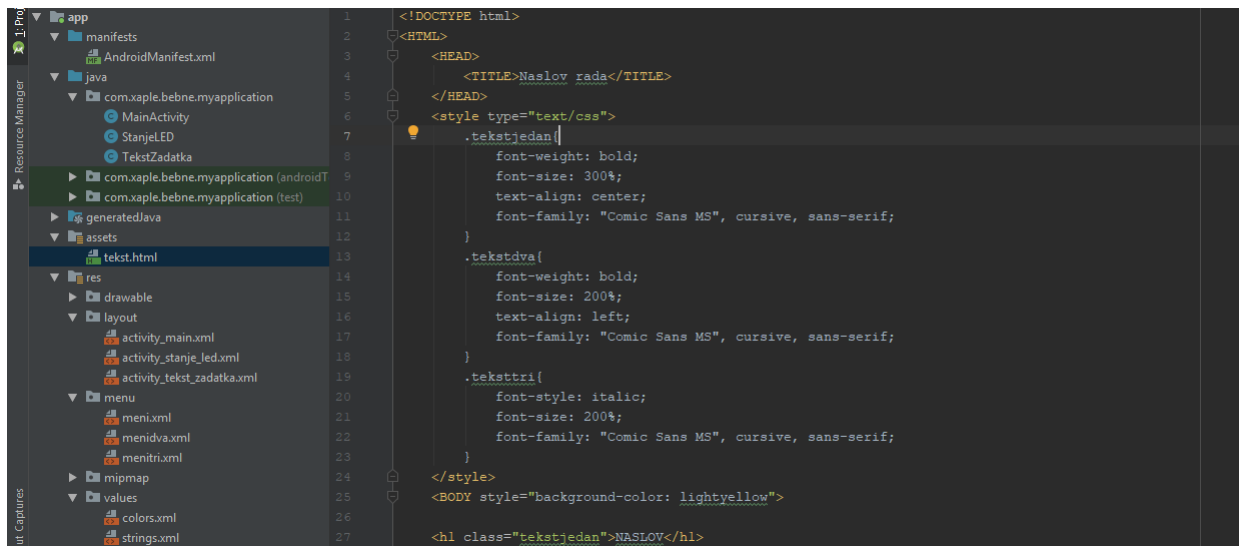 1: Proj
Resource Manager
ut Captures
app
manifests
AndroidManifest.xml
java
com.xaple.bebne.myapplication
MainActivity
StanjeLED
TekstZadatka
com.xaple.bebne.myapplication (androidT
com.xaple.bebne.myapplication (test)
generatedJava
assets
tekst.html
res
drawable
layout
activity_main.xml
activity_stanje_led.xml
activity_tekst_zadatka.xml
menu
meni.xml
menidva.xml
menitri.xml
mipmap
values
colors.xml
strings.xml
1 <!DOCTYPE html>
2 <HTML>
3 <HEAD>
4 <TITLE>Naslov rada</TITLE>
5 </HEAD>
6 <style type="text/css">
7 .tekstjedan{
8 font-weight: bold;
9 font-size: 300%;
10 text-align: center;
11 font-family: "Comic Sans MS", cursive, sans-serif;
12 }
13 .tekstdva{
14 font-weight: bold;
15 font-size: 200%;
16 text-align: left;
17 font-family: "Comic Sans MS", cursive, sans-serif;
18 }
19 .teksttri{
20 font-style: italic;
21 font-size: 200%;
22 font-family: "Comic Sans MS", cursive, sans-serif;
23 }
24 </style>
25 <BODY style="background-color: lightyellow">
26
27 <h1 class="tekstjedan">NASLOV</h1>